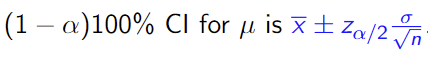 (1 − α)100% CI for μ is x̅ ± z_{α/2} σ/√n.